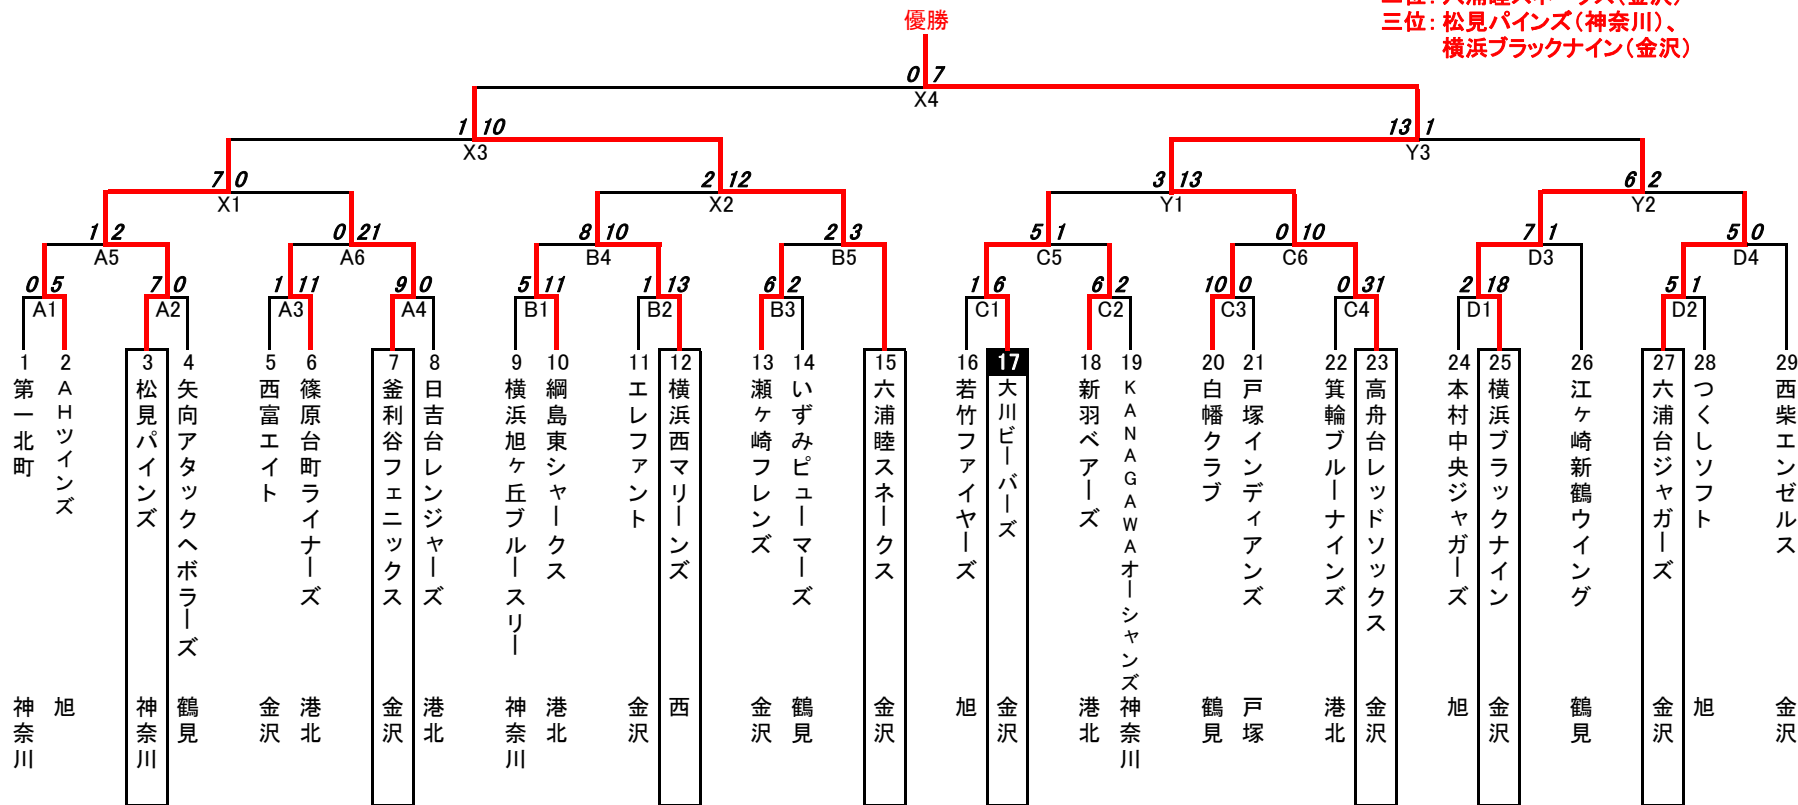 優勝
二位：六浦睦スネークス（金沢）
三位：松見パインズ（神奈川）、
横浜ブラックナイン（金沢）
0 7
X4
1 10
X3
13 1
Y3
7 0
X1
2 12
X2
3 13
Y1
6 2
Y2
1 2
A5
0 21
A6
8 10
B4
2 3
B5
5 1
C5
0 10
C6
7 1
D3
5 0
D4
0 5
A1
7 0
A2
1 11
A3
9 0
A4
5 11
B1
1 13
B2
6 2
B3
1 6
C1
6 2
C2
10 0
C3
0 31
C4
2 18
D1
5 1
D2
1 第一北町 神奈川
2 AHツインズ 旭
3 松見パインズ 神奈川
4 矢向アタックヘボラーズ 鶴見
5 西富エイト 金沢
6 篠原台町ライナーズ 港北
7 釜利谷フェニックス 金沢
8 日吉台レンジャーズ 港北
9 横浜旭ヶ丘ブルースリー 神奈川
10 綱島東シャークス 港北
11 エレファント 金沢
12 横浜西マリーンズ 西
13 瀬ヶ崎フレンズ 金沢
14 いずみピューマーズ 鶴見
15 六浦睦スネークス 金沢
16 若竹ファイヤーズ 旭
17 大川ビーバーズ 金沢
18 新羽ベアーズ 港北
19 KANAGAWAオーシャンズ 神奈川
20 白幡クラブ 鶴見
21 戸塚インディアンズ 戸塚
22 箕輪ブルーナインズ 港北
23 高舟台レッドソックス 金沢
24 本村中央ジャガーズ 旭
25 横浜ブラックナイン 金沢
26 江ヶ崎新鶴ウイング 鶴見
27 六浦台ジャガーズ 金沢
28 つくしソフト 旭
29 西柴エンゼルス 金沢